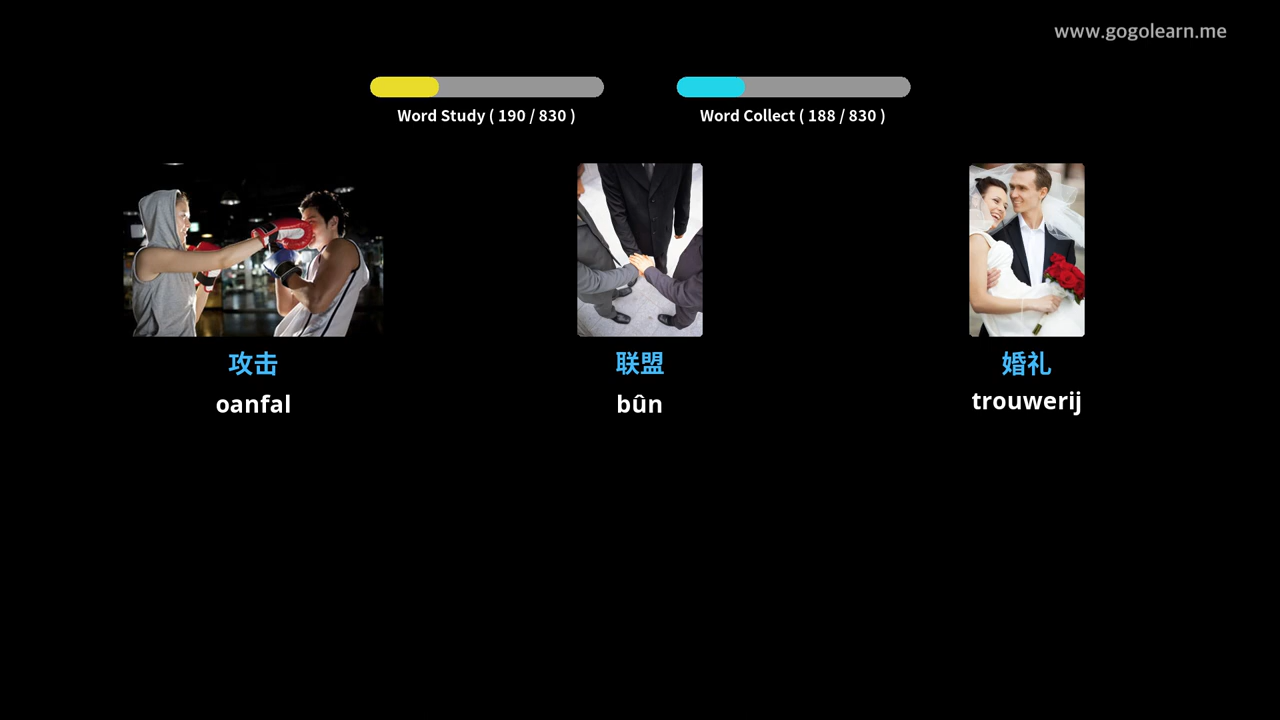 www.gogolearn.me
Word Study ( 190 / 830 )
Word Collect ( 188 / 830 )
攻击
联盟
婚礼
oanfal
bûn
trouwerij